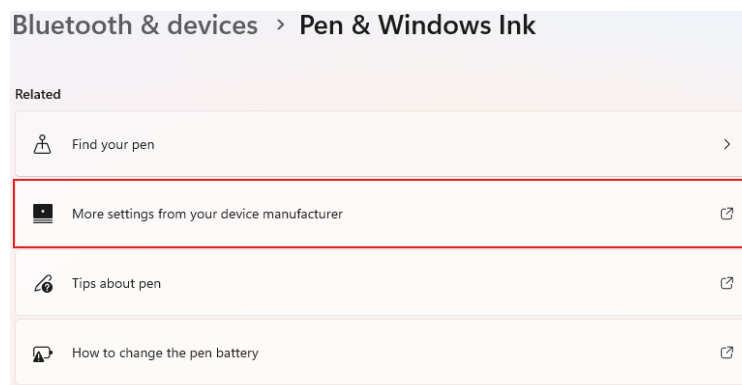 Bluetooth & devices > Pen & Windows Ink
Related
Find your pen
More settings from your device manufacturer
Tips about pen
How to change the pen battery